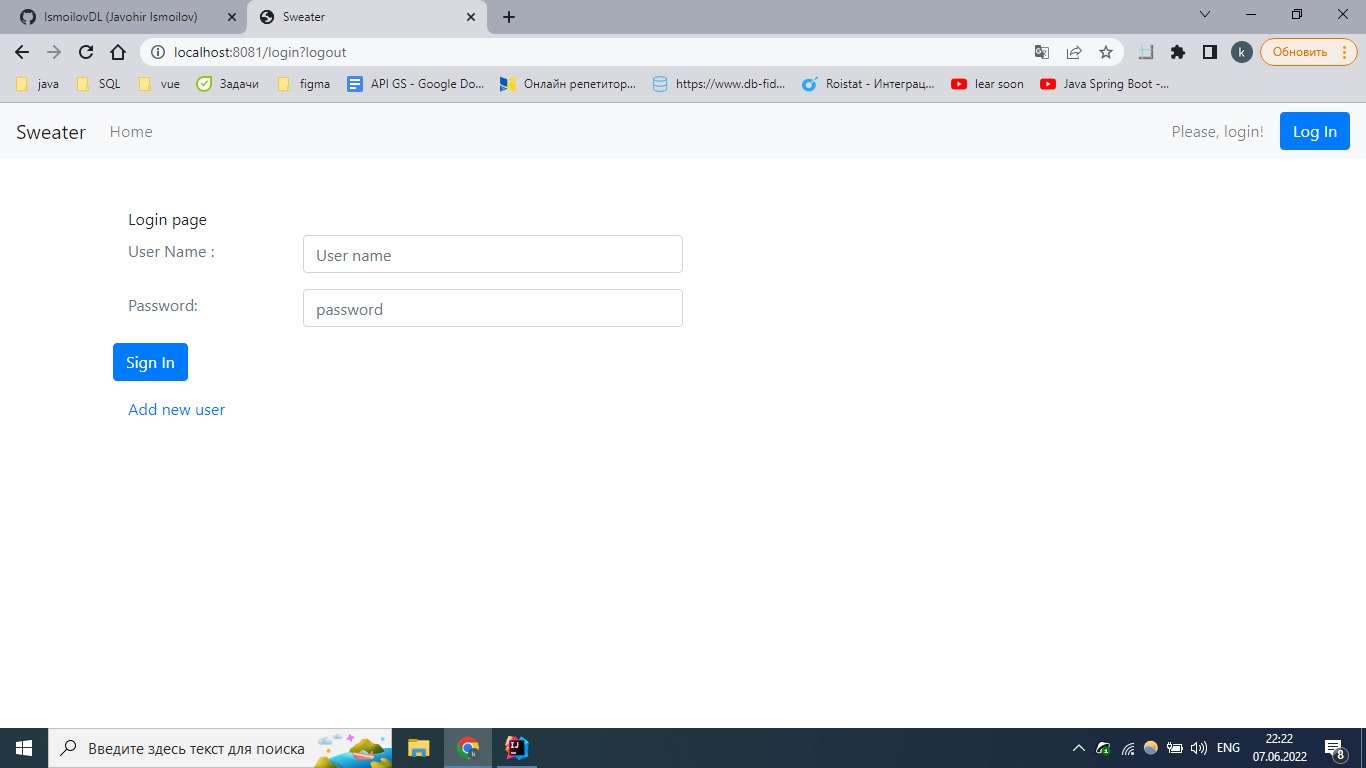 IsmoilovDL (Javohir Ismoilov)
Sweater
localhost:8081/login?logout
k
Обновить
java
SQL
vue
Задачи
figma
API GS - Google Do...
Онлайн репетитор...
https://www.db-fid...
Roistat - Интеграц...
lear soon
Java Spring Boot -...
Sweater
Home
Please, login!
Log In
Login page
User Name :
User name
Password:
password
Sign In
Add new user
Введите здесь текст для поиска
ENG
22:22
07.06.2022
8